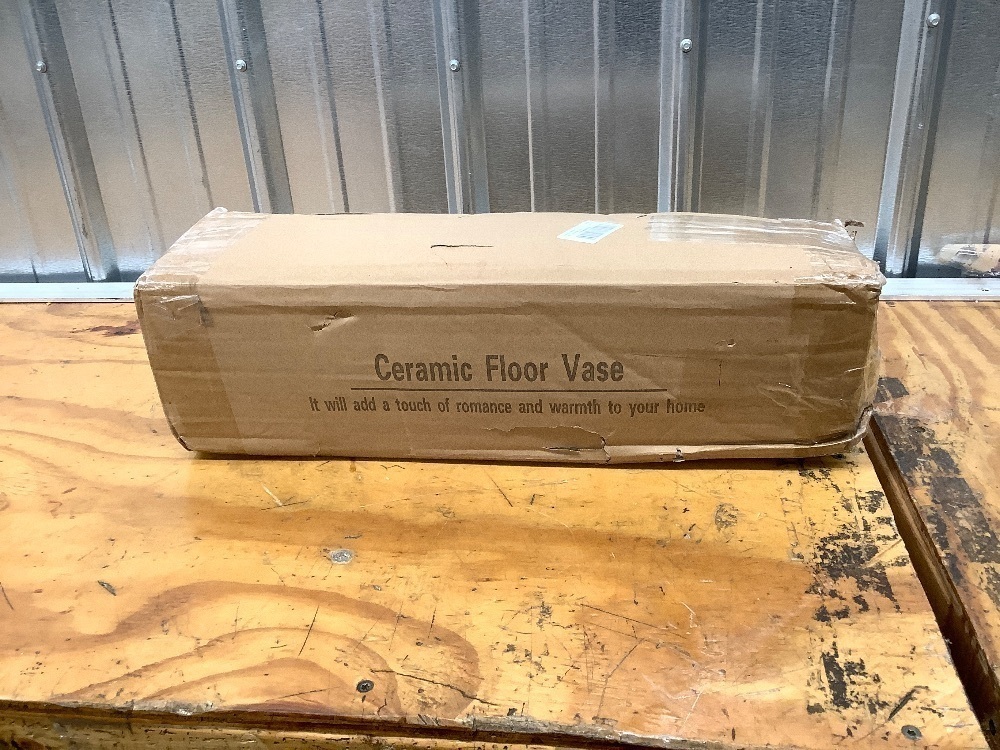 Ceramic Floor Vase
It will add a touch of romance and warmth to your home